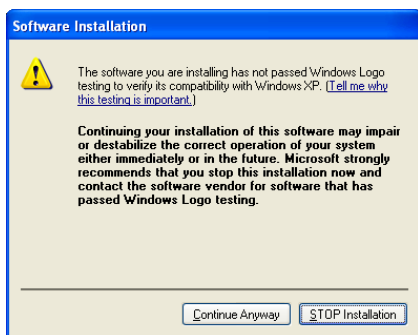 Software Installation
The software you are installing has not passed Windows Logo
testing to verify its compatibility with Windows XP. (Tell me why
this testing is important.)
Continuing your installation of this software may impair
or destabilize the correct operation of your system
either immediately or in the future. Microsoft strongly
recommends that you stop this installation now and
contact the software vendor for software that has
passed Windows Logo testing.
Continue Anyway
STOP Installation